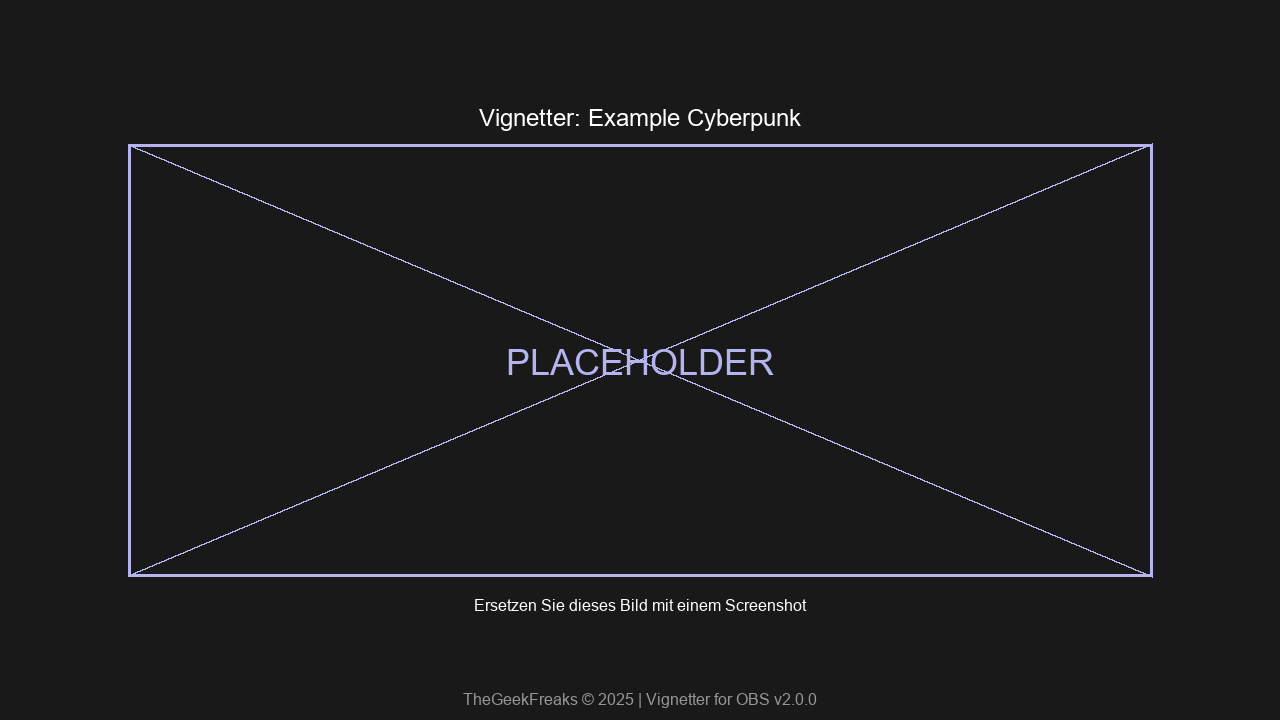 Vignetter: Example Cyberpunk
PLACEHOLDER
Ersetzen Sie dieses Bild mit einem Screenshot
TheGeekFreaks © 2025 | Vignetter for OBS v2.0.0